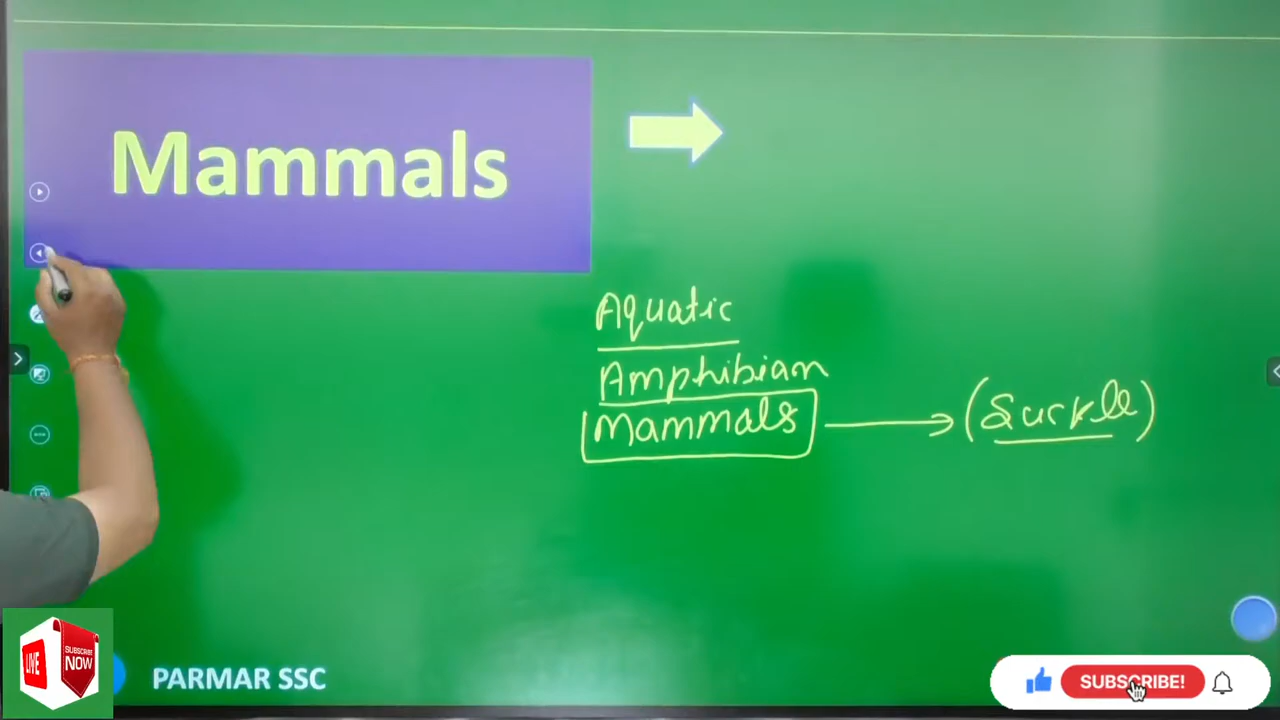 Mammals
Aquatic
Amphibian
Mammals
(Suckle)
LIVE
SUBSCRIBE
NOW
PARMAR SSC
SUBSCRIBE!